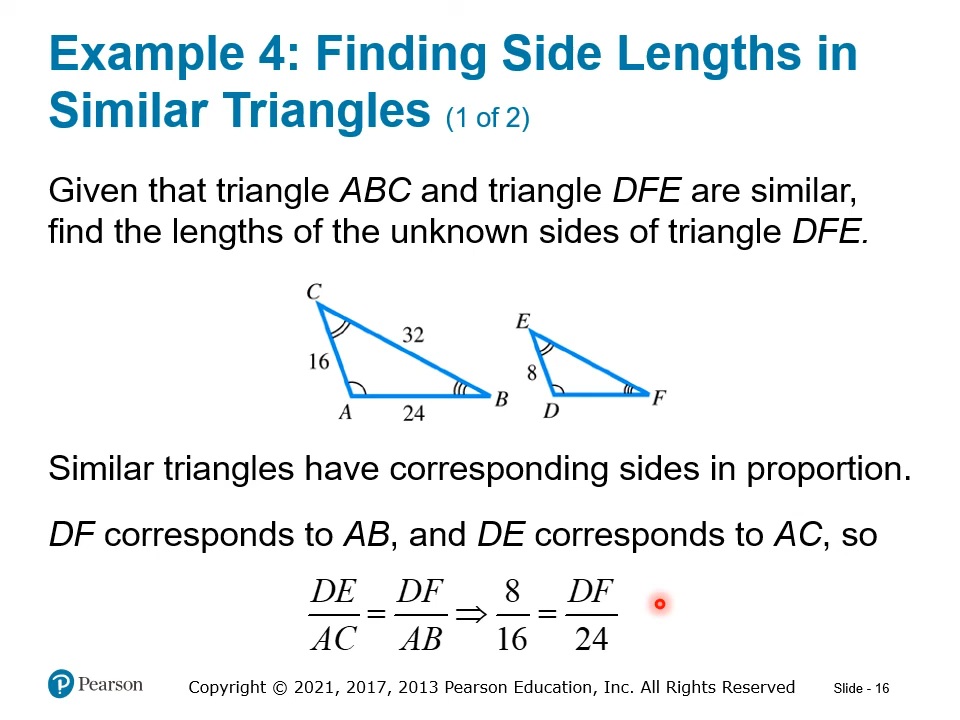 Example 4: Finding Side Lengths in
Similar Triangles (1 of 2)
Given that triangle ABC and triangle DFE are similar,
find the lengths of the unknown sides of triangle DFE.
C
32
16
A
24
B
E
8
D
F
Similar triangles have corresponding sides in proportion.
DF corresponds to AB, and DE corresponds to AC, so
DE/AC = DF/AB ⇒ 8/16 = DF/24
P Pearson
Copyright © 2021, 2017, 2013 Pearson Education, Inc. All Rights Reserved
Slide - 16